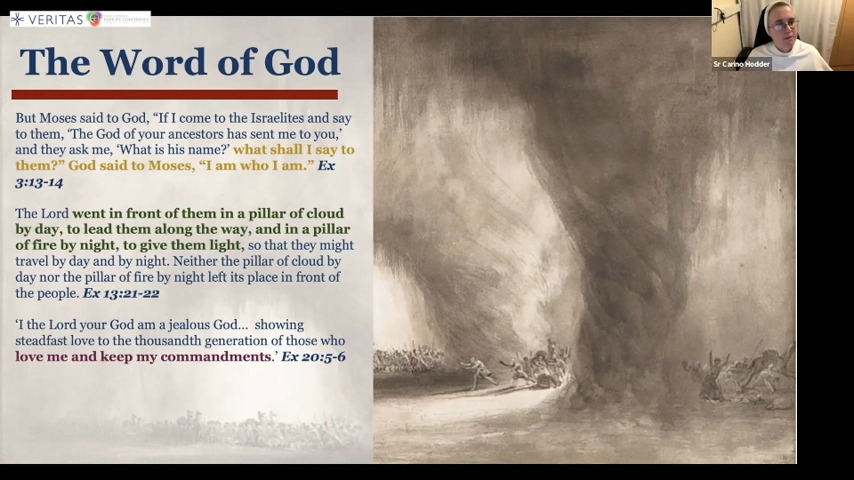 VERITAS
Sr Carino Hodder
The Word of God
But Moses said to God, “If I come to the Israelites and say
to them, ‘The God of your ancestors has sent me to you,’
and they ask me, ‘What is his name?’ what shall I say to
them?” God said to Moses, “I am who I am.” Ex
3:13-14
The Lord went in front of them in a pillar of cloud
by day, to lead them along the way, and in a pillar
of fire by night, to give them light, so that they might
travel by day and by night. Neither the pillar of cloud by
day nor the pillar of fire by night left its place in front of
the people. Ex 13:21-22
‘I the Lord your God am a jealous God… showing
steadfast love to the thousandth generation of those who
love me and keep my commandments.’ Ex 20:5-6